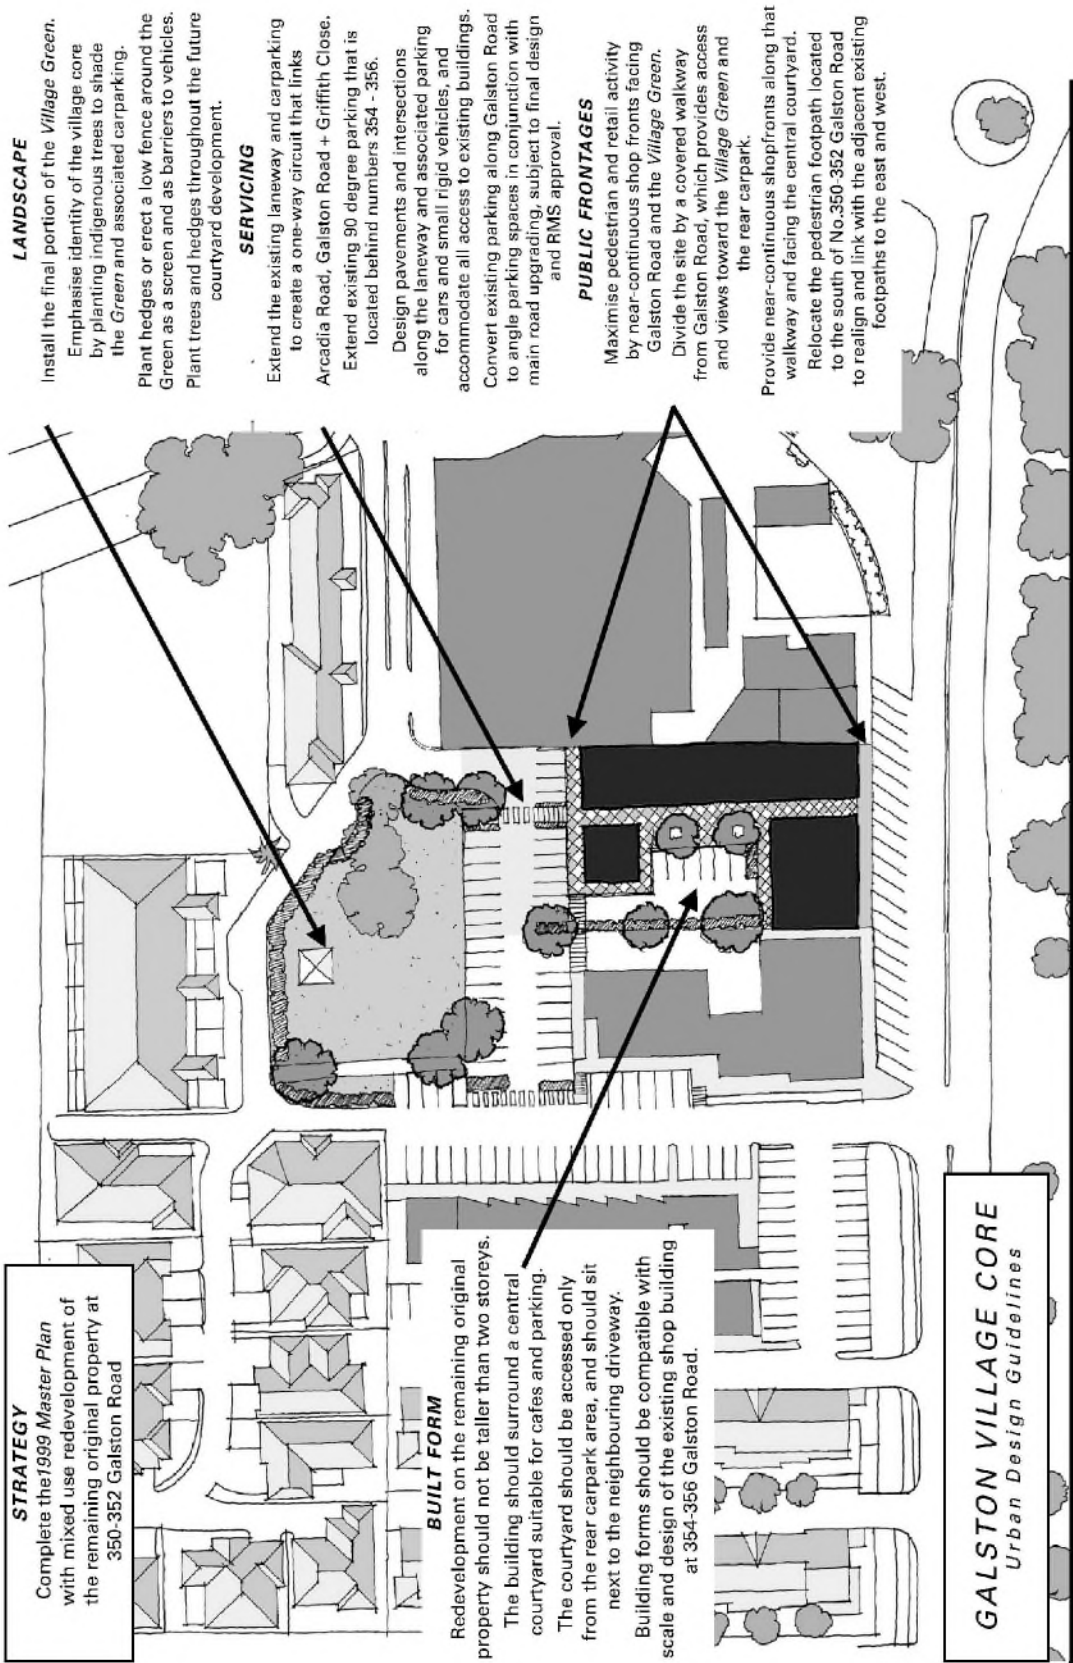 STRATEGY
Complete the1999 Master Plan
with mixed use redevelopment of
the remaining original property at
350-352 Galston Road
LANDSCAPE
Install the final portion of the Village Green.
Emphasise identity of the village core
by planting indigenous trees to shade
the Green and associated carparking.
Plant hedges or erect a low fence around the
Green as a screen and as barriers to vehicles.
Plant trees and hedges throughout the future
courtyard development.
SERVICING
Extend the existing laneway and carparking
to create a one-way circuit that links
Arcadia Road, Galston Road + Griffith Close.
Extend existing 90 degree parking that is
located behind numbers 354 - 356.
Design pavements and intersections
along the laneway and associated parking
for cars and small rigid vehicles, and
accommodate all access to existing buildings.
Convert existing parking along Galston Road
to angle parking spaces in conjunction with
main road upgrading, subject to final design
and RMS approval.
PUBLIC FRONTAGES
Maximise pedestrian and retail activity
by near-continuous shop fronts facing
Galston Road and the Village Green.
Divide the site by a covered walkway
from Galston Road, which provides access
and views toward the Village Green and
the rear carpark.
Provide near-continuous shopfronts along that
walkway and facing the central courtyard.
Relocate the pedestrian footpath located
to the south of No.350-352 Galston Road
to realign and link with the adjacent existing
footpaths to the east and west.
BUILT FORM
Redevelopment on the remaining original
property should not be taller than two storeys.
The building should surround a central
courtyard suitable for cafes and parking.
The courtyard should be accessed only
from the rear carpark area, and should sit
next to the neighbouring driveway.
Building forms should be compatible with
scale and design of the existing shop building
at 354-356 Galston Road.
GALSTON VILLAGE CORE
Urban Design Guidelines